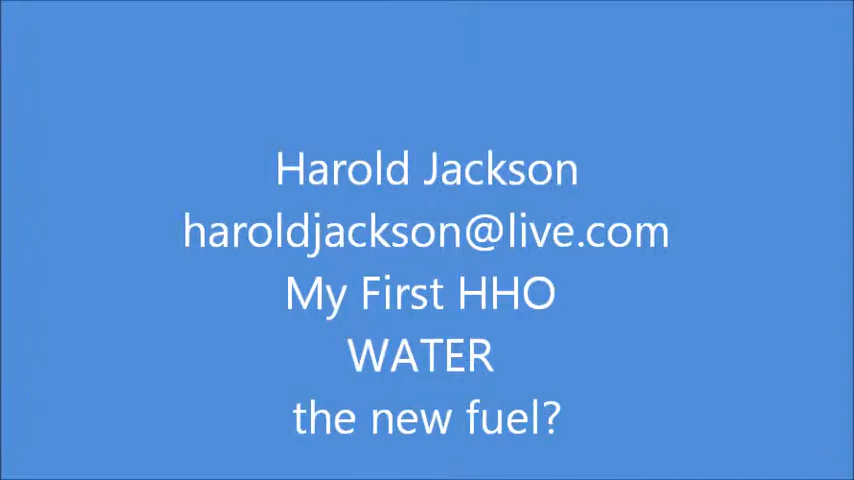 Harold Jackson
haroldjackson@live.com
My First HHO
WATER
the new fuel?